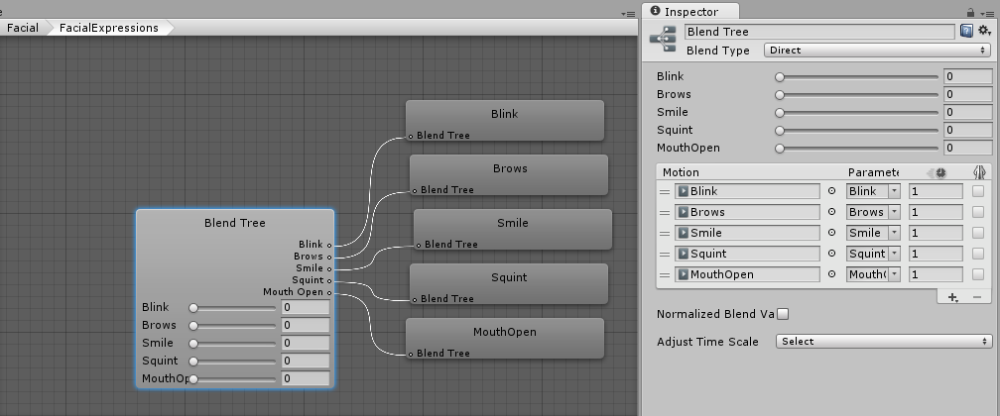 Facial FacialExpressions
Blend Tree
Blink
Brows
Smile
Squint
Mouth Open
Blink 0
Brows 0
Smile 0
Squint 0
MouthOp 0
Blink
Blend Tree
Brows
Blend Tree
Smile
Blend Tree
Squint
Blend Tree
MouthOpen
Blend Tree
Inspector
Blend Tree
Blend Type Direct
Blink 0
Brows 0
Smile 0
Squint 0
MouthOpen 0
Motion Paramete
Blink Blink 1
Brows Brows 1
Smile Smile 1
Squint Squint 1
MouthOpen Mouth( 1
+ −
Normalized Blend Va
Adjust Time Scale Select